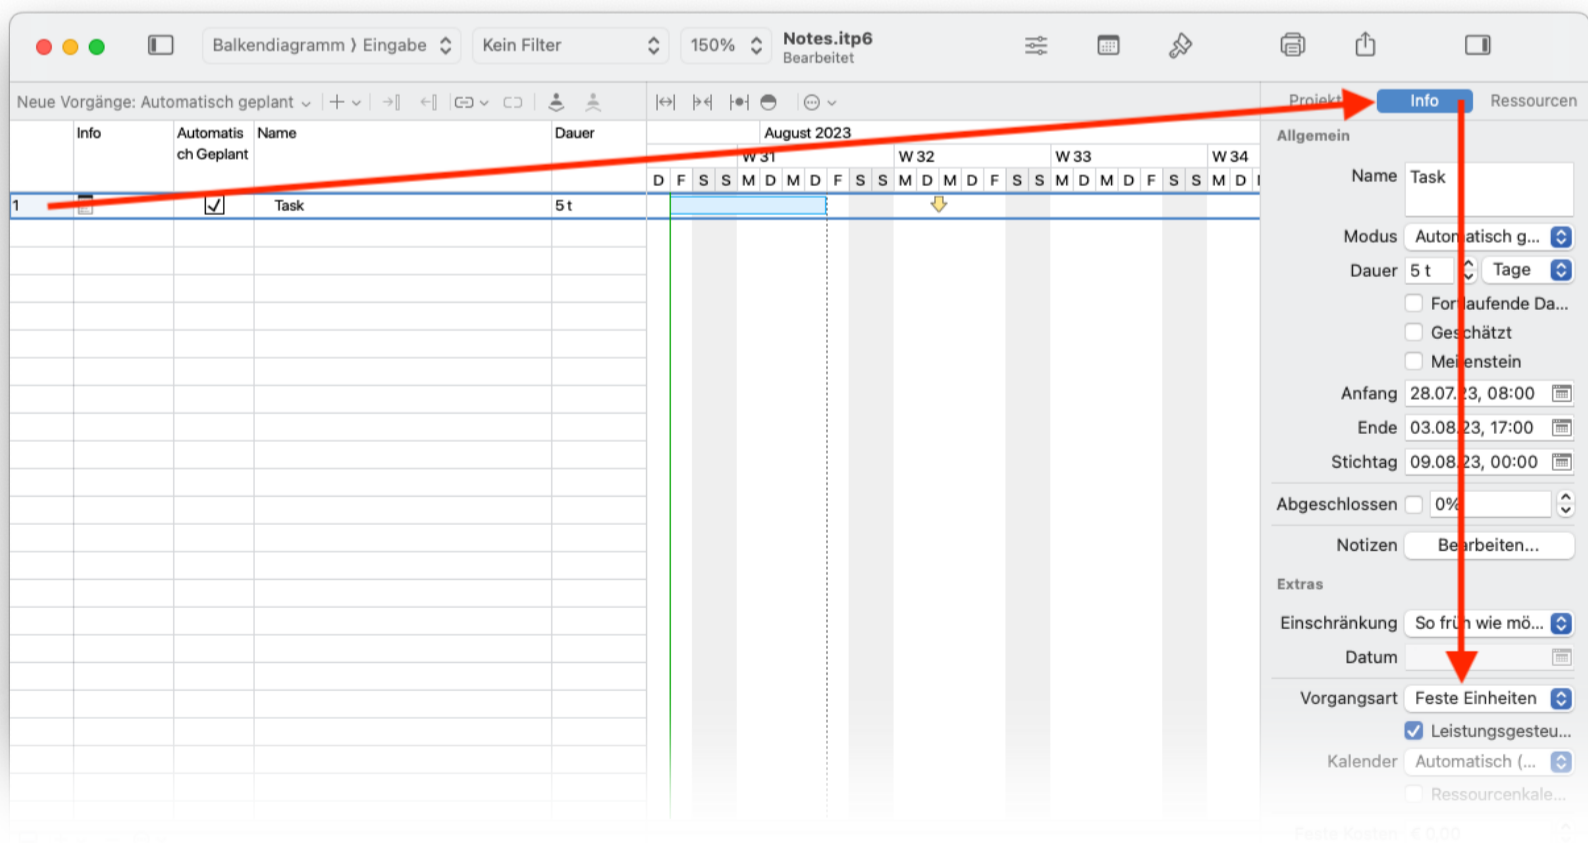 Balkendiagramm ⟩ Eingabe
Kein Filter
150%
Notes.itp6
Bearbeitet
Neue Vorgänge: Automatisch geplant
Projekt
Info
Ressourcen
Info
Automatis
ch Geplant
Name
Dauer
August 2023
W 31 W 32 W 33 W 34
D F S S M D M D F S S M D M D F S S M D M D F S S M D
1 Task 5 t
Allgemein
Name Task
Modus Automatisch g...
Dauer 5 t Tage
Fortlaufende Da...
Geschätzt
Meilenstein
Anfang 28.07.23, 08:00
Ende 03.08.23, 17:00
Stichtag 09.08.23, 00:00
Abgeschlossen 0%
Notizen Bearbeiten...
Extras
Einschränkung So früh wie mö...
Datum
Vorgangsart Feste Einheiten
Leistungsgesteu...
Kalender Automatisch (...
Ressourcenkale...
Feste Kosten € 0,00